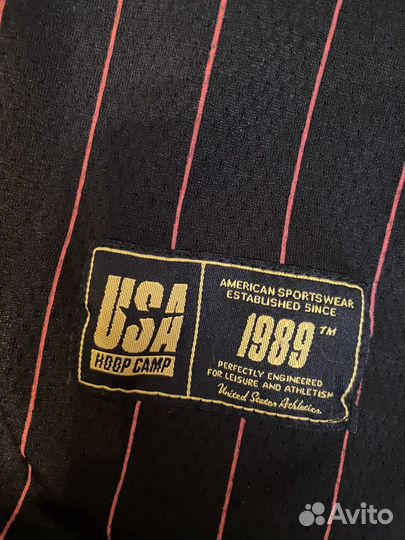 USA
HOOP CAMP
AMERICAN SPORTSWEAR
ESTABLISHED SINCE
1989™
PERFECTLY ENGINEERED
FOR LEISURE AND ATHLETISM
United States Athletics
Avito